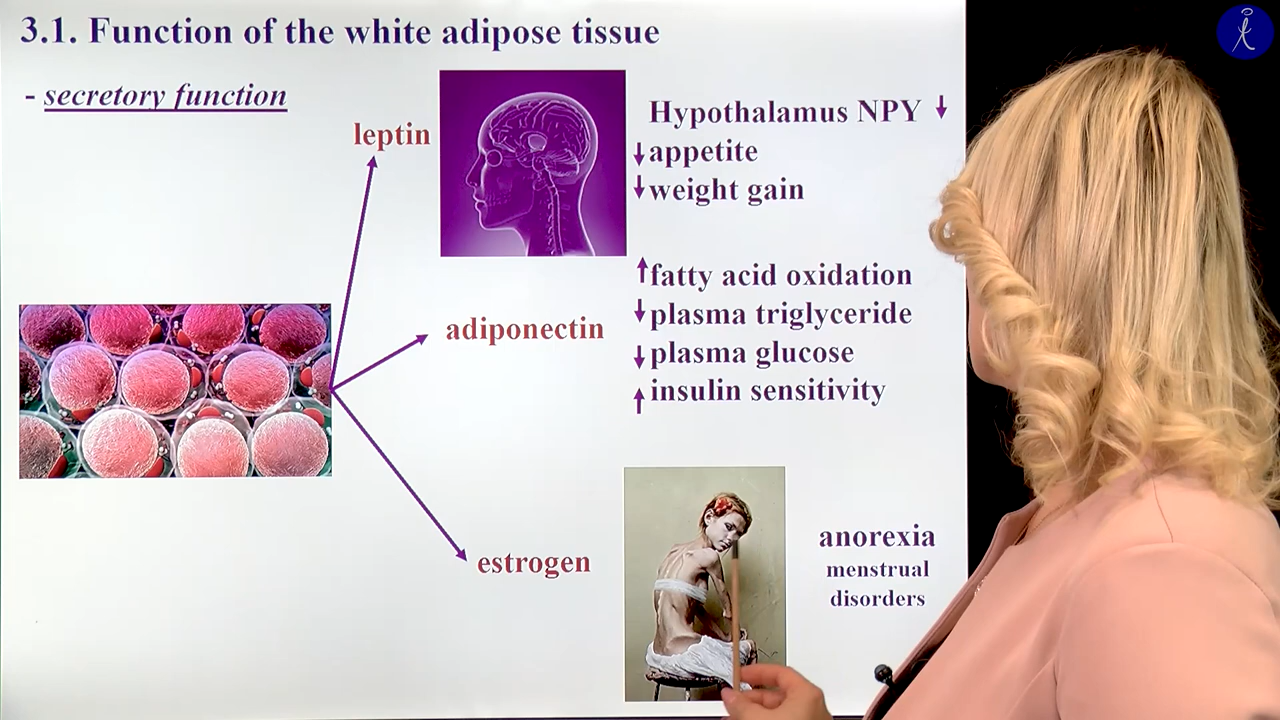 3.1. Function of the white adipose tissue
- secretory function
leptin
Hypothalamus NPY ↓
↓appetite
↓weight gain
↑fatty acid oxidation
adiponectin
↓plasma triglyceride
↓plasma glucose
↑insulin sensitivity
estrogen
anorexia
menstrual
disorders